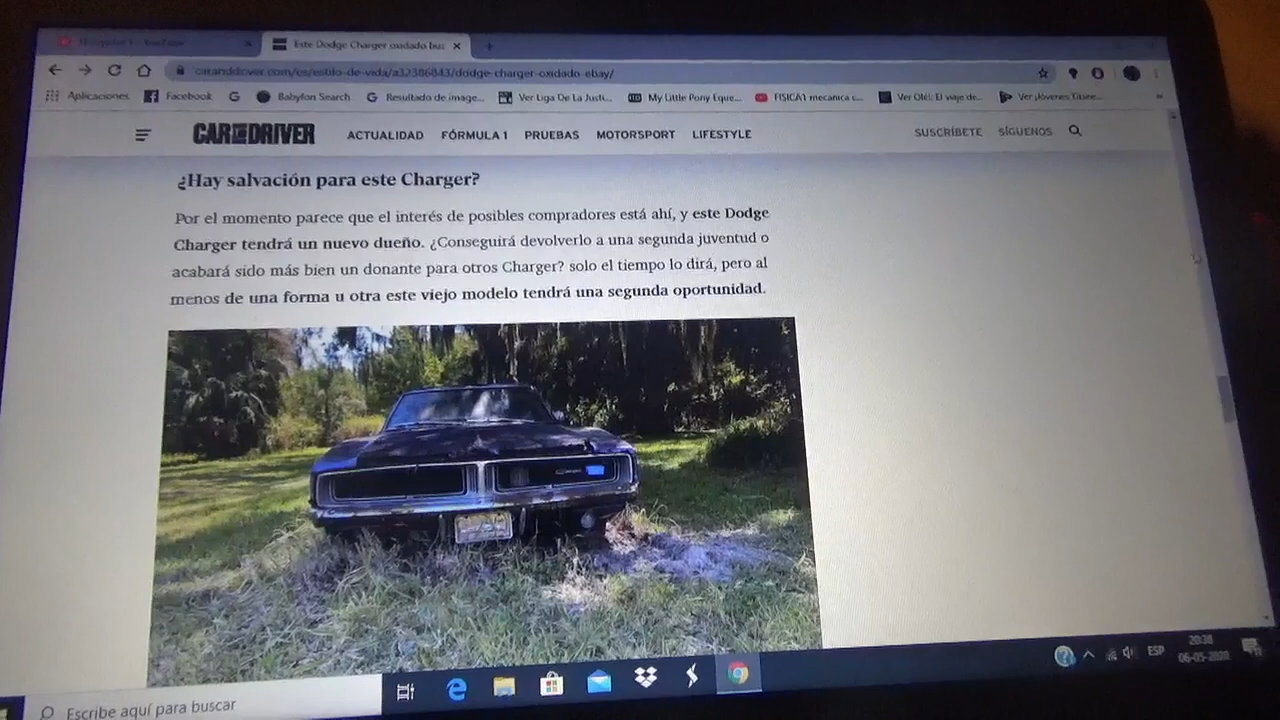 Este Dodge Charger oxidado bus
caranddriver.com/es/estilo-de-vida/a32386843/dodge-charger-oxidado-ebay/
Aplicaciones Facebook G Babylon Search Resultado de image... Ver Liga De La Justi... My Little Pony Eque... FISICA1 mecanica c... Ver Olé! El viaje de...
CAR AND DRIVER ACTUALIDAD FÓRMULA 1 PRUEBAS MOTORSPORT LIFESTYLE SUSCRÍBETE SÍGUENOS
¿Hay salvación para este Charger?
Por el momento parece que el interés de posibles compradores está ahí, y este Dodge
Charger tendrá un nuevo dueño. ¿Conseguirá devolverlo a una segunda juventud o
acabará sido más bien un donante para otros Charger? solo el tiempo lo dirá, pero al
menos de una forma u otra este viejo modelo tendrá una segunda oportunidad.
ESP
20:38
06-05-2020
Escribe aquí para buscar